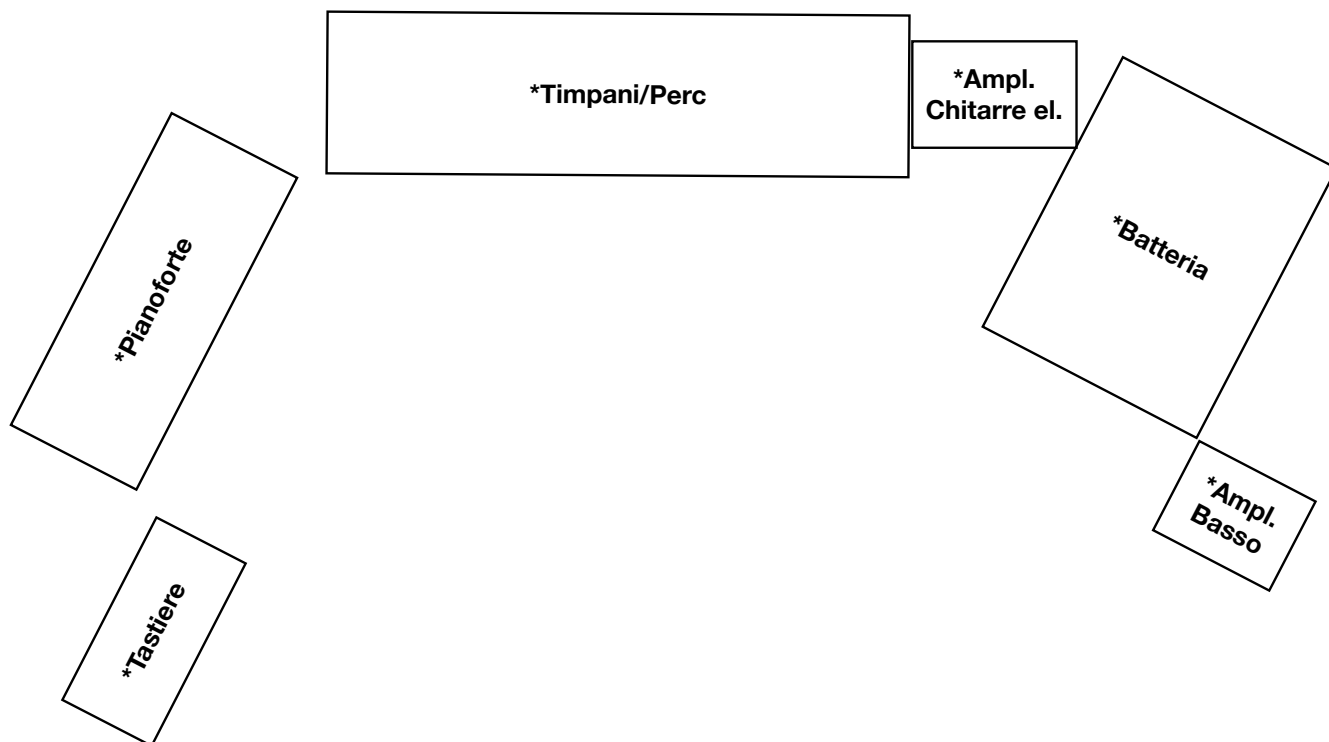 *Timpani/Perc
*Ampl.
Chitarre el.
*Pianoforte
*Batteria
*Ampl.
Basso
*Tastiere